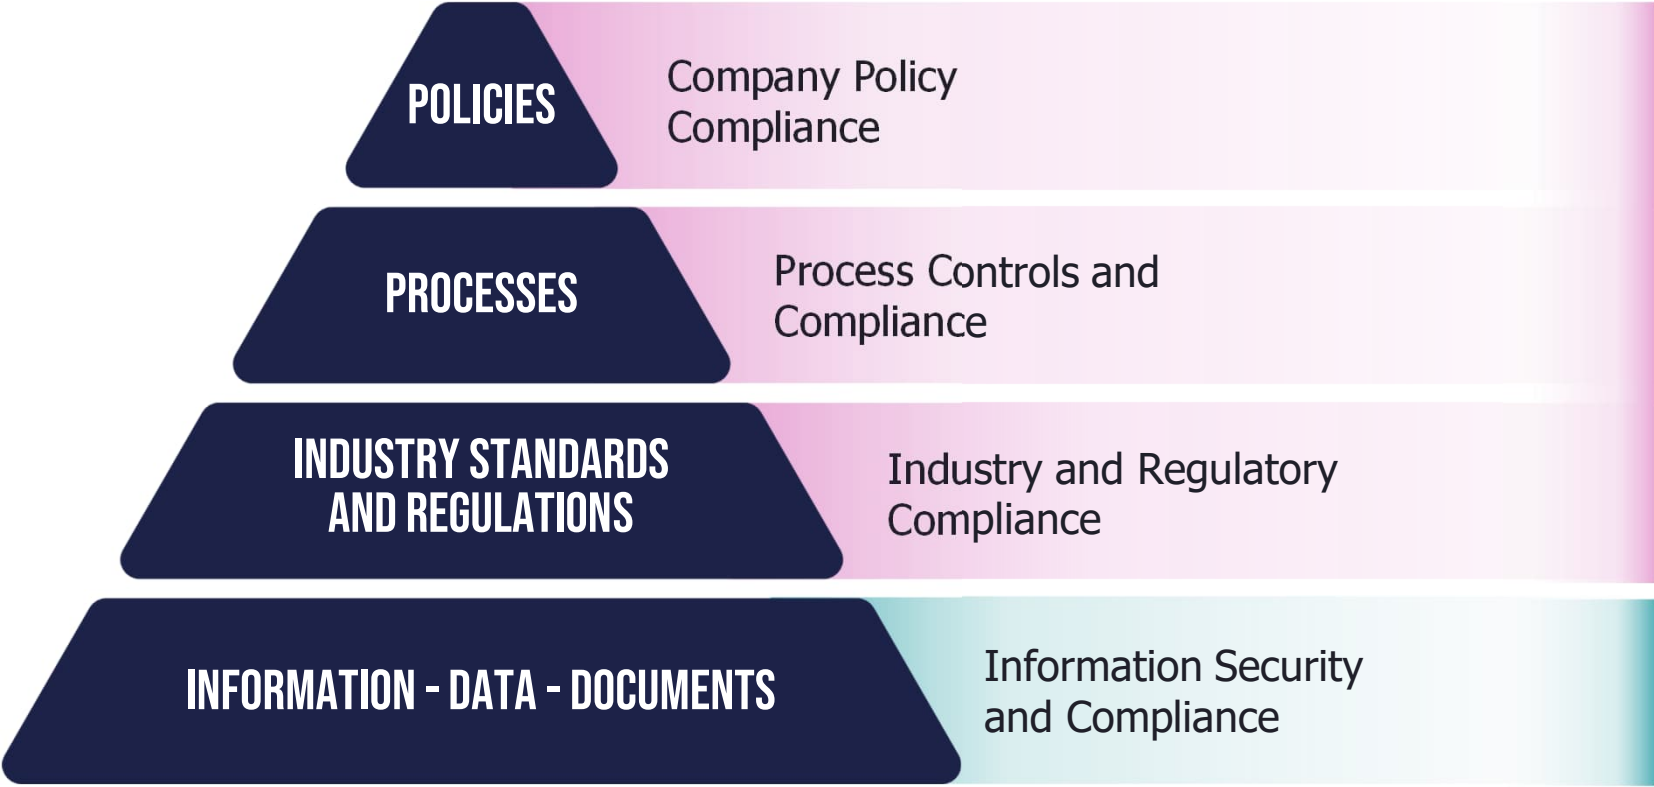 POLICIES
Company Policy
Compliance
PROCESSES
Process Controls and
Compliance
INDUSTRY STANDARDS
AND REGULATIONS
Industry and Regulatory
Compliance
INFORMATION - DATA - DOCUMENTS
Information Security
and Compliance